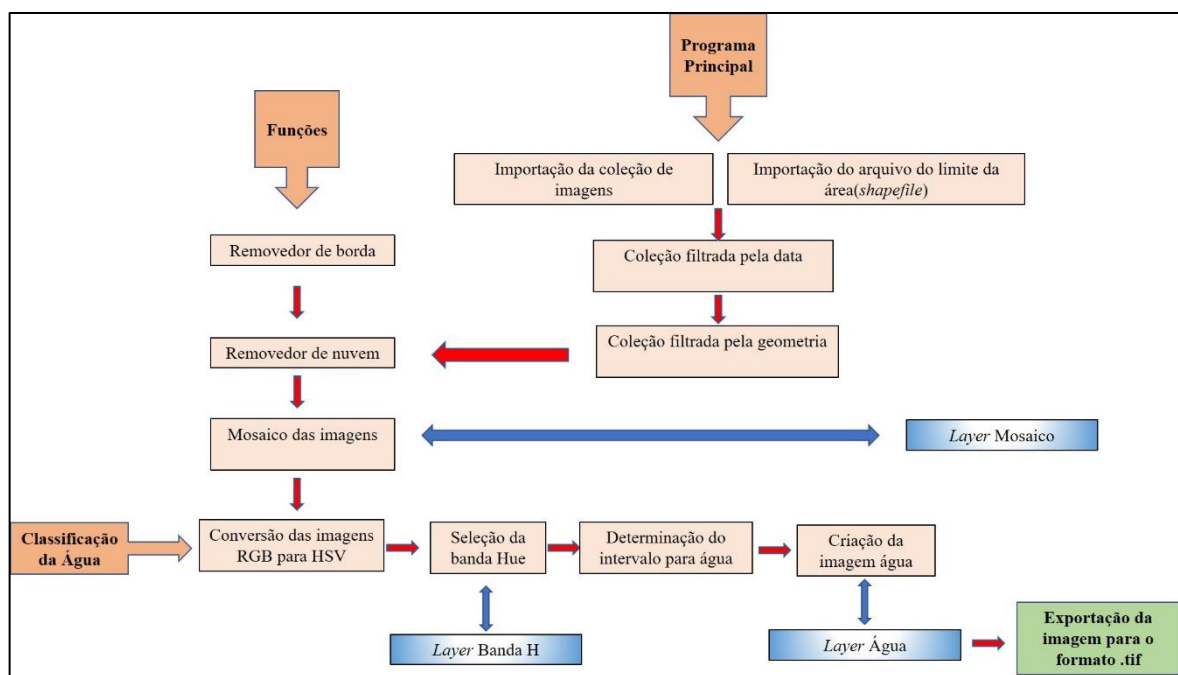 Programa
Principal
Funções
Importação da coleção de
imagens
Importação do arquivo do limite da
área(shapefile)
Removedor de borda
Coleção filtrada pela data
Removedor de nuvem
Coleção filtrada pela geometria
Mosaico das imagens
Layer Mosaico
Classificação
da Água
Conversão das imagens
RGB para HSV
Seleção da
banda Hue
Determinação do
intervalo para água
Criação da
imagem água
Layer Banda H
Layer Água
Exportação da
imagem para o
formato .tif